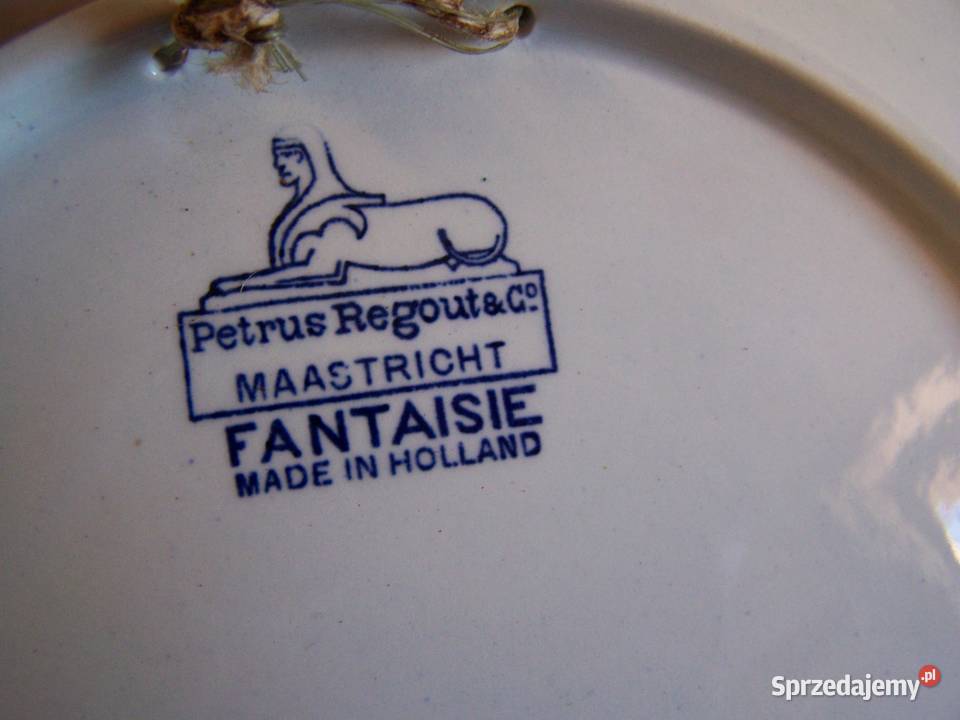 Petrus Regout & Cº
MAASTRICHT
FANTAISIE
MADE IN HOLLAND
Sprzedajemy.pl